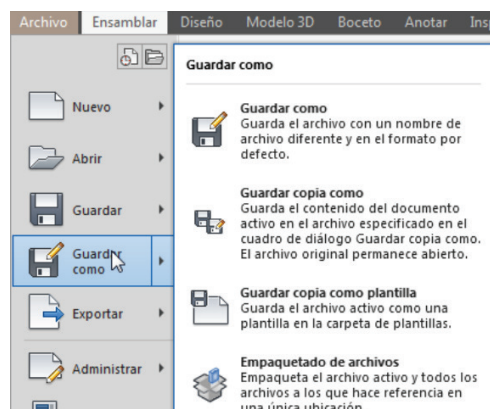 Archivo Ensamblar Diseño Modelo 3D Boceto Anotar
Guardar como
Nuevo
Abrir
Guardar
Guardar
como
Exportar
Administrar
Guardar como
Guarda el archivo con un nombre de
archivo diferente y en el formato por
defecto.
Guardar copia como
Guarda el contenido del documento
activo en el archivo especificado en el
cuadro de diálogo Guardar copia como.
El archivo original permanece abierto.
Guardar copia como plantilla
Guarda el archivo activo como una
plantilla en la carpeta de plantillas.
Empaquetado de archivos
Empaqueta el archivo activo y todos los
archivos a los que hace referencia en
una única ubicación.